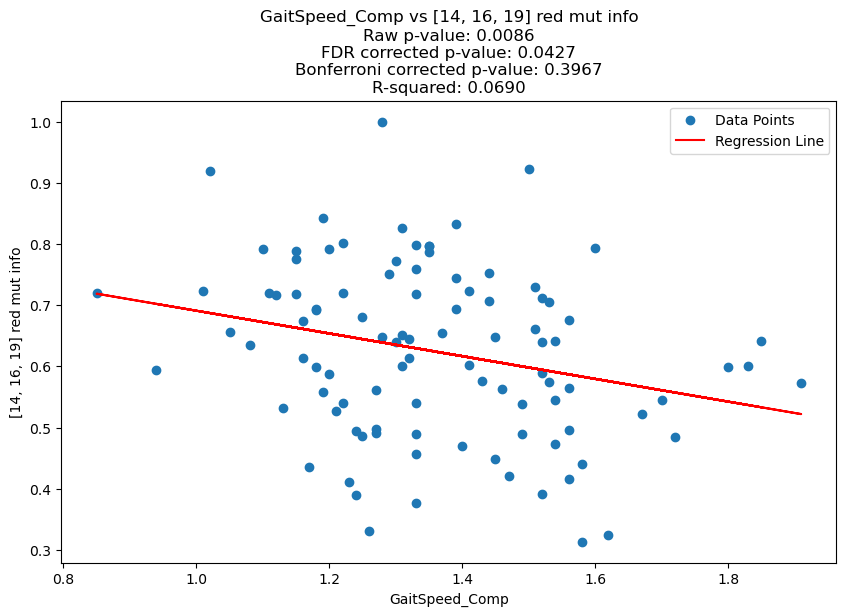 GaitSpeed_Comp vs [14, 16, 19] red mut info
Raw p-value: 0.0086
FDR corrected p-value: 0.0427
Bonferroni corrected p-value: 0.3967
R-squared: 0.0690
Data Points
Regression Line
[14, 16, 19] red mut info
1.0
0.9
0.8
0.7
0.6
0.5
0.4
0.3
0.8
1.0
1.2
1.4
1.6
1.8
GaitSpeed_Comp